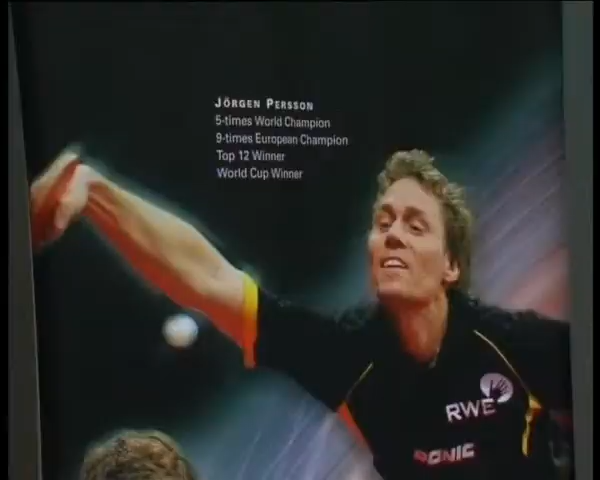 JÖRGEN PERSSON
5-times World Champion
9-times European Champion
Top 12 Winner
World Cup Winner
RWE
DONIC